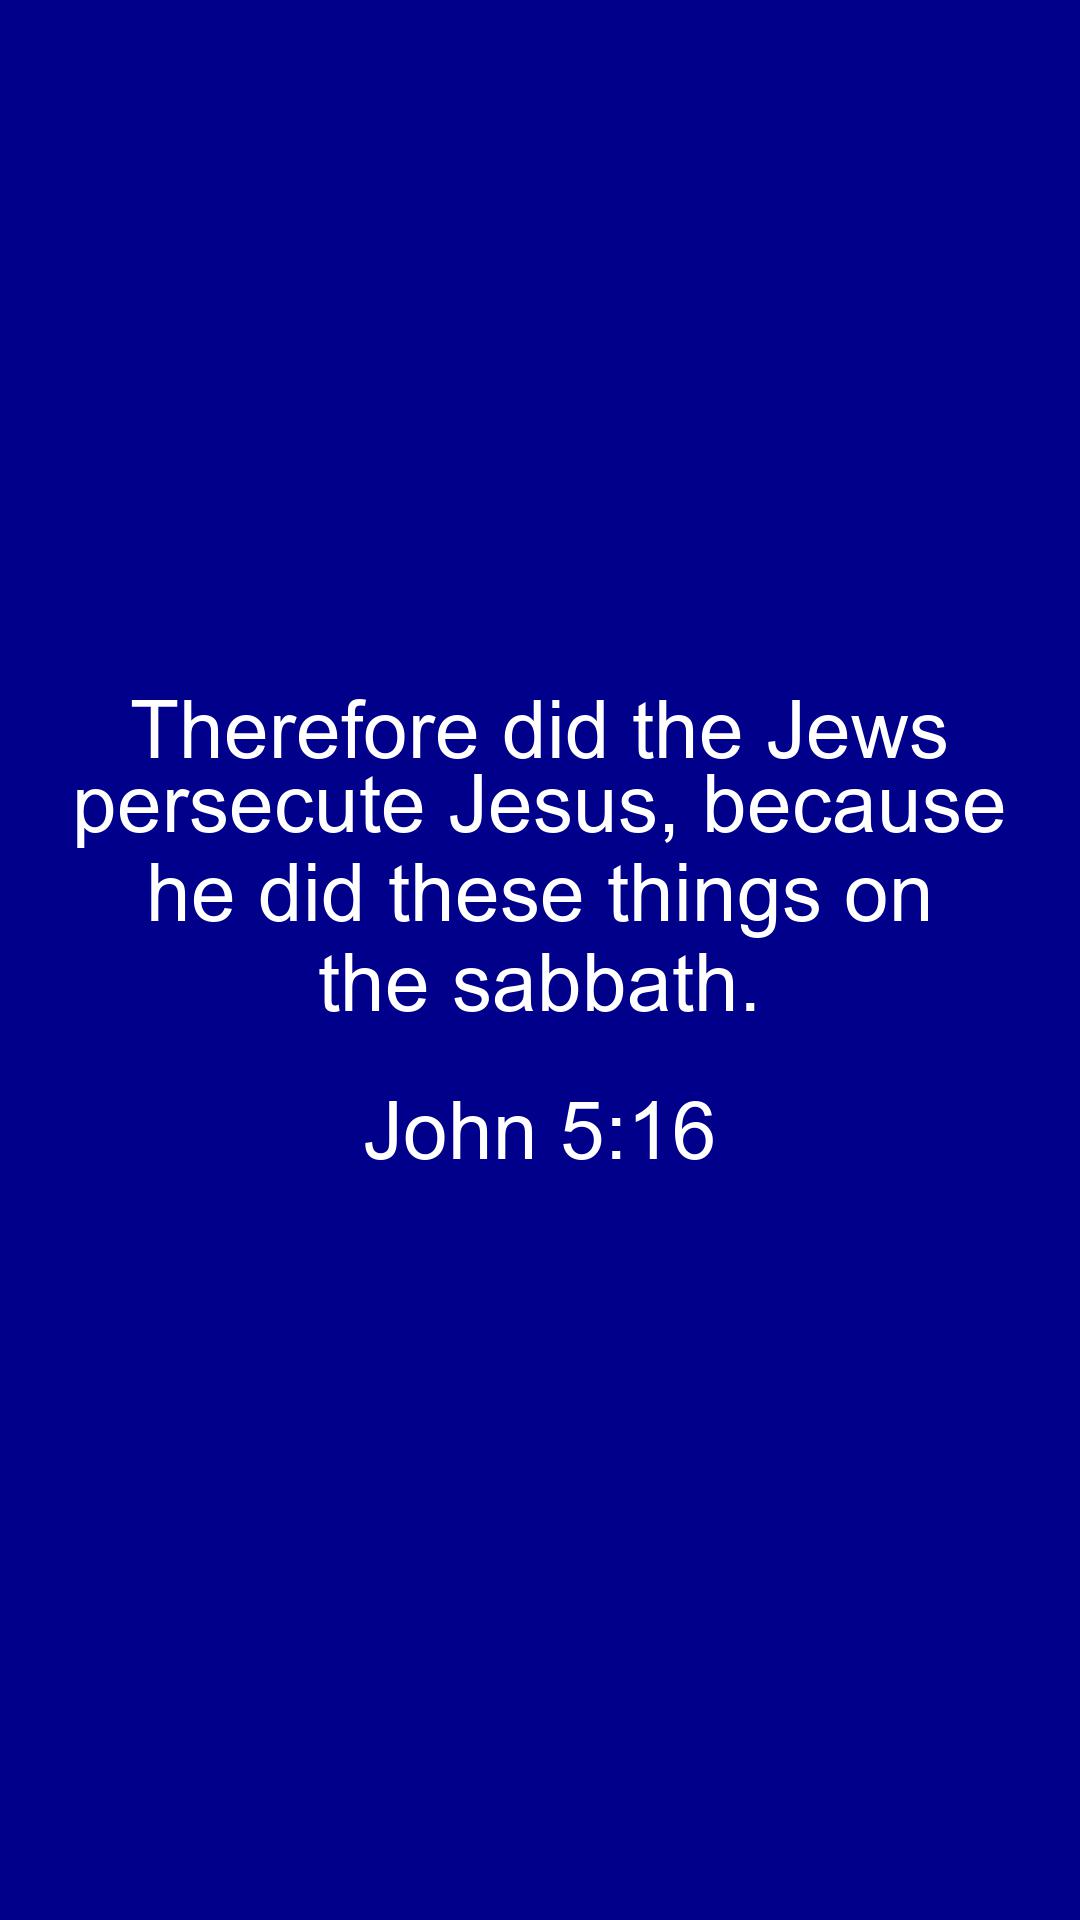 Therefore did the Jews
persecute Jesus, because
he did these things on
the sabbath.
John 5:16